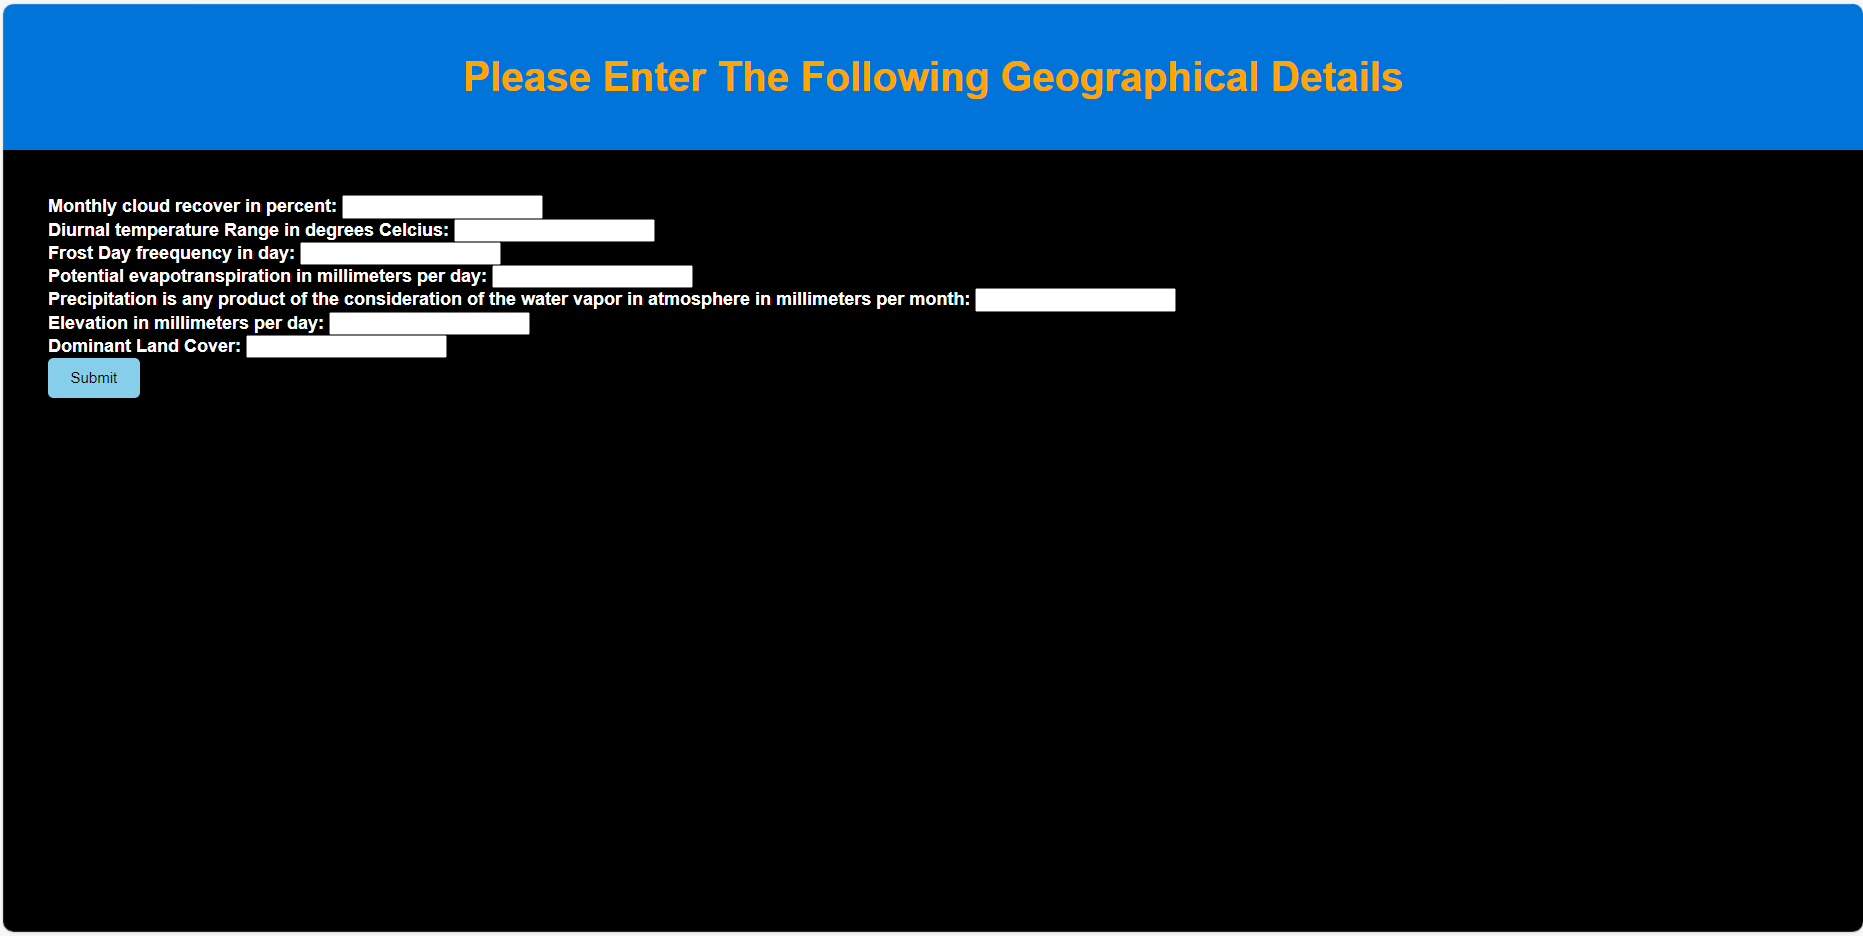 Please Enter The Following Geographical Details
Monthly cloud recover in percent:
Diurnal temperature Range in degrees Celcius:
Frost Day freequency in day:
Potential evapotranspiration in millimeters per day:
Precipitation is any product of the consideration of the water vapor in atmosphere in millimeters per month:
Elevation in millimeters per day:
Dominant Land Cover:
Submit